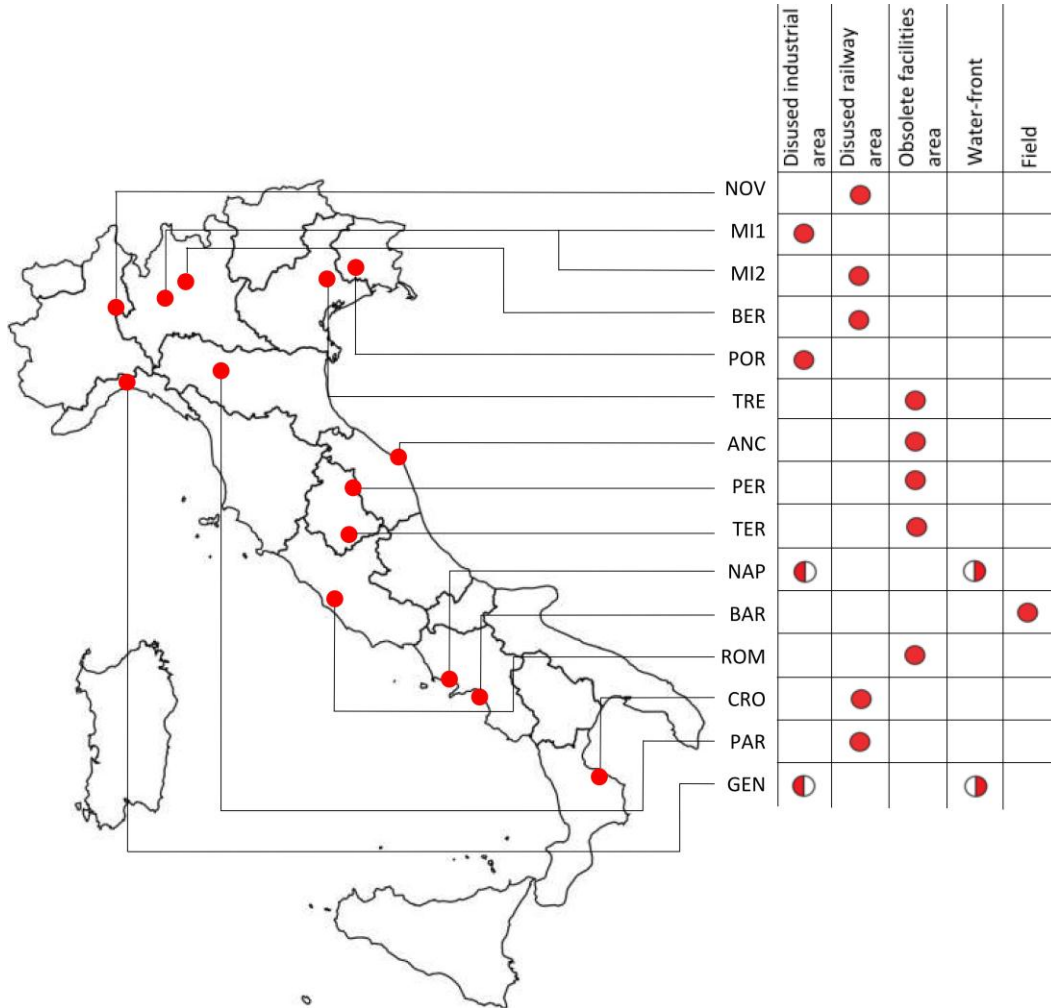 Disused industrial
area
Disused railway
area
Obsolete facilities
area
Water-front
Field
NOV
MI1
MI2
BER
POR
TRE
ANC
PER
TER
NAP
BAR
ROM
CRO
PAR
GEN